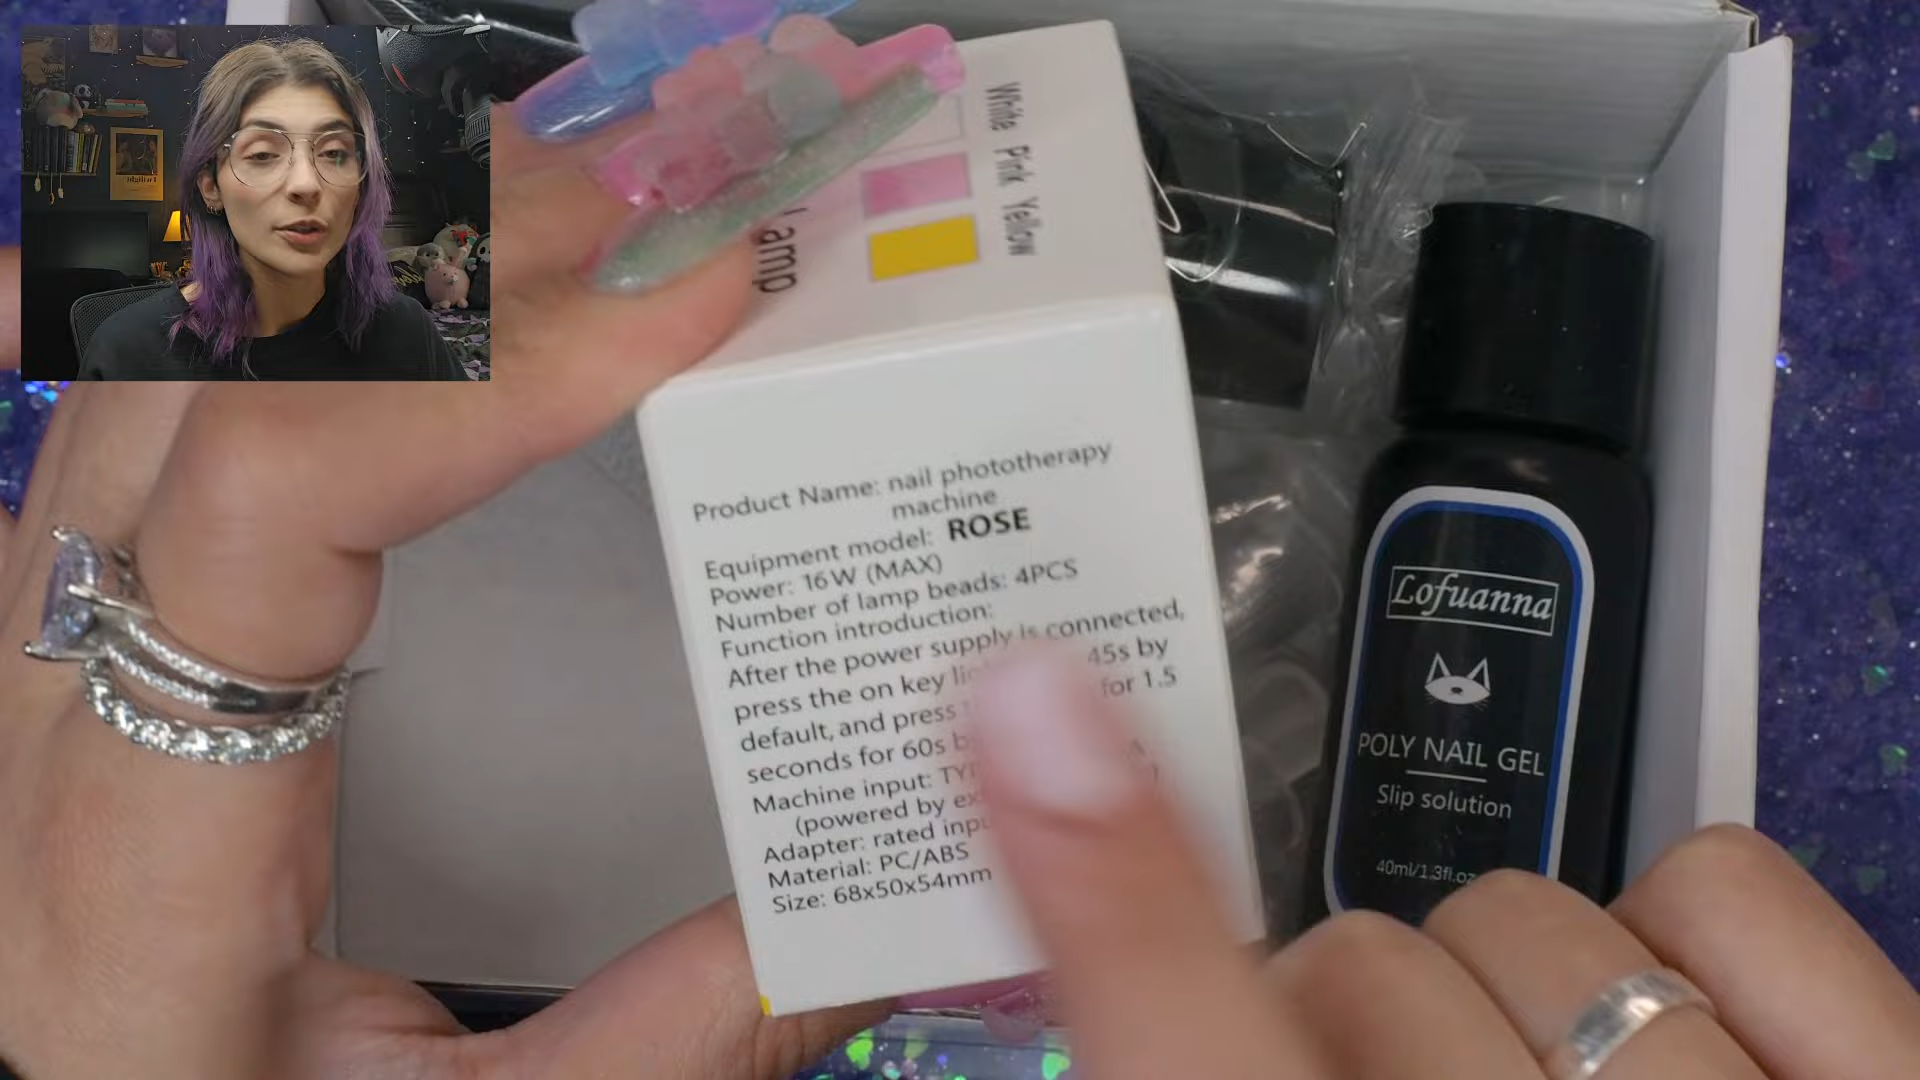 White Pink Yellow
Lamp
Product Name: nail phototherapy
machine
Equipment model: ROSE
Power: 16W (MAX)
Number of lamp beads: 4PCS
Function introduction:
After the power supply is connected,
press the on key 45s by
default, and press for 1.5
seconds for 60s
Machine input:
(powered by
Adapter: rated
Material: PC/ABS
Size: 68x50x54mm
Lofuanna
POLY NAIL GEL
Slip solution
40ml/1.3fl.oz